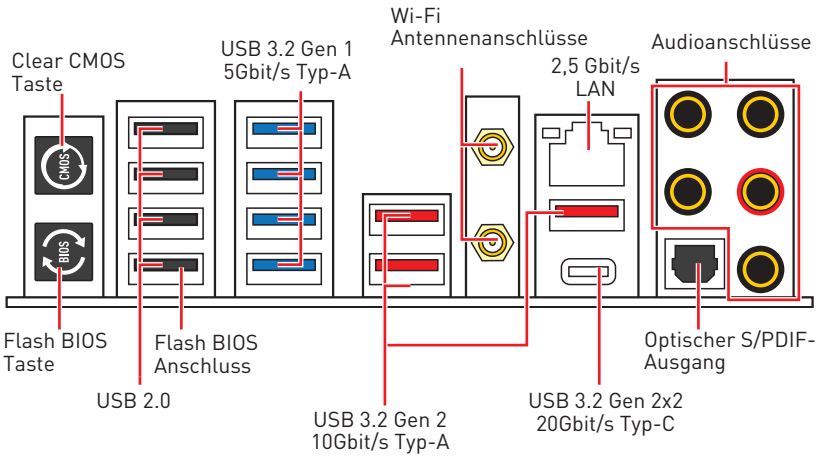 Wi-Fi
Antennenanschlüsse
USB 3.2 Gen 1
5Gbit/s Typ-A
Audioanschlüsse
Clear CMOS
Taste
2,5 Gbit/s
LAN
CMOS
BIOS
Flash BIOS
Taste
Flash BIOS
Anschluss
Optischer S/PDIF-
Ausgang
USB 2.0
USB 3.2 Gen 2
10Gbit/s Typ-A
USB 3.2 Gen 2x2
20Gbit/s Typ-C